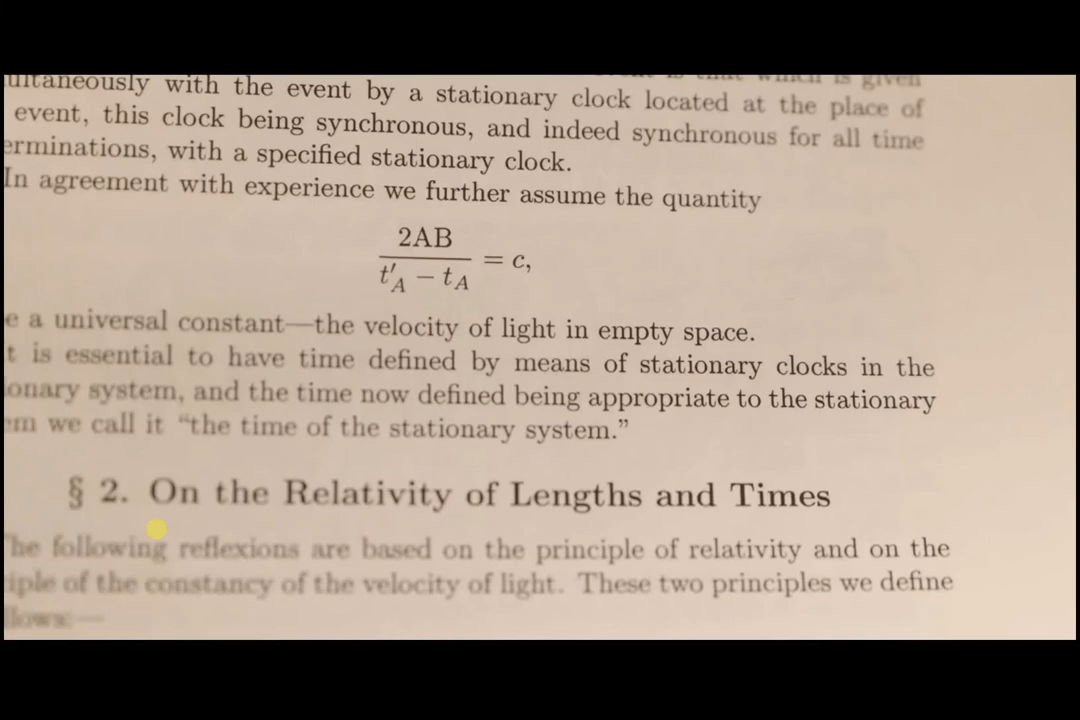 ultaneously with the event by a stationary clock located at the place of
event, this clock being synchronous, and indeed synchronous for all time
erminations, with a specified stationary clock.
In agreement with experience we further assume the quantity
2AB
t′A − tA = c,
e a universal constant—the velocity of light in empty space.
t is essential to have time defined by means of stationary clocks in the
ionary system, and the time now defined being appropriate to the stationary
em we call it “the time of the stationary system.”
§ 2. On the Relativity of Lengths and Times
he following reflexions are based on the principle of relativity and on the
iple of the constancy of the velocity of light. These two principles we define
llows:—